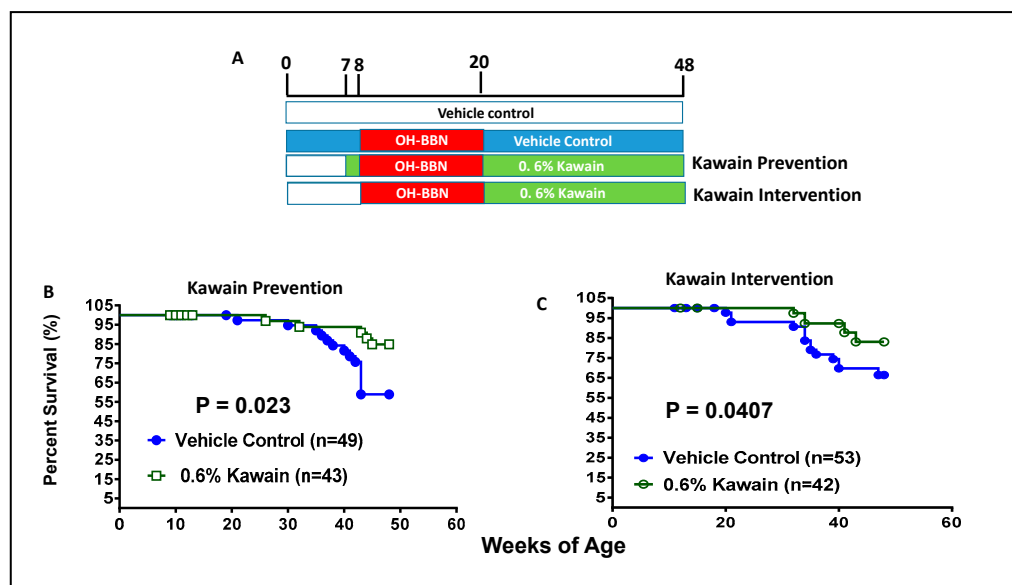 A
0 7 8 20 48
Vehicle control
OH-BBN Vehicle Control
OH-BBN 0. 6% Kawain Kawain Prevention
OH-BBN 0. 6% Kawain Kawain Intervention
B Kawain Prevention
Percent Survival (%)
105
95
85
75
65
55
45
35
25
15
5
P = 0.023
Vehicle Control (n=49)
0.6% Kawain (n=43)
0 10 20 30 40 50 60
C Kawain Intervention
105
95
85
75
65
55
45
35
25
15
5
P = 0.0407
Vehicle Control (n=53)
0.6% Kawain (n=42)
0 20 40 60
Weeks of Age